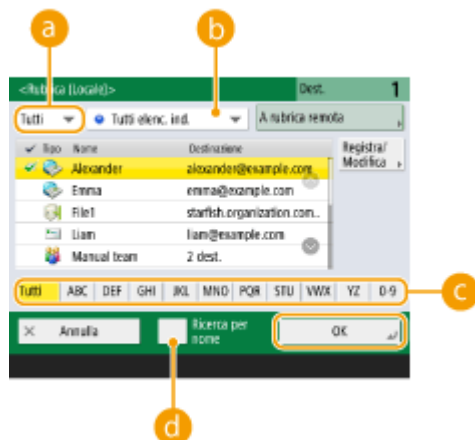 a
b
<Rubrica (Locale)>
Dest. 1
Tutti
Tutti elenc. ind.
A rubrica remota
Tipo Nome Destinazione
Registra/
Modifica
Alexander alexander@example.com
Emma emma@example.com
File1 starfish.organization.com..
Liam liam@example.com
Manual team 2 dest.
Tutti ABC DEF GHI JKL MNO PQR STU VWX YZ 0-9
c
Annulla
Ricerca per
nome
OK
d